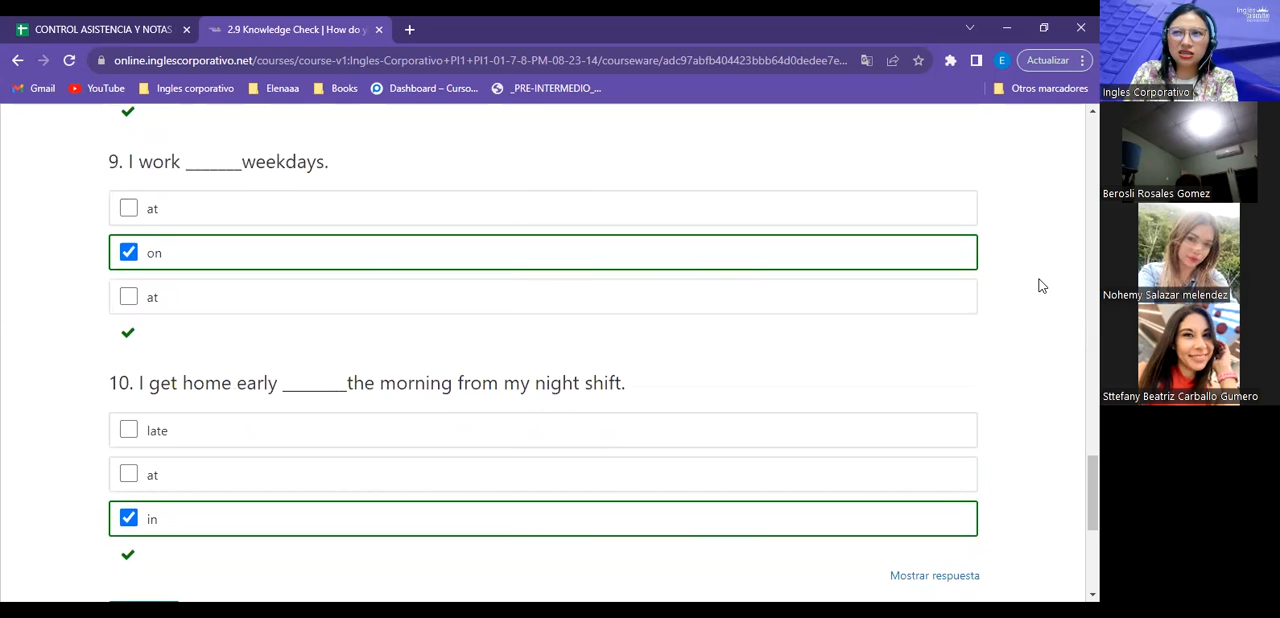 CONTROL ASISTENCIA Y NOTAS
2.9 Knowledge Check | How do y
online.inglescorporativo.net/courses/course-v1:Ingles-Corporativo+PI1+PI1-01-7-8-PM-08-23-14/courseware/adc97abfb404423bbb64d0dedee7e...
E
Actualizar
Gmail
YouTube
Ingles corporativo
Elenaaa
Books
Dashboard – Curso...
_PRE-INTERMEDIO_...
Otros marcadores
9. I work _______weekdays.
at
on
at
10. I get home early ________the morning from my night shift.
late
at
in
Mostrar respuesta
Ingles Corporativo
Berosli Rosales Gomez
Nohemy Salazar melendez
Sttefany Beatriz Carballo Gumero